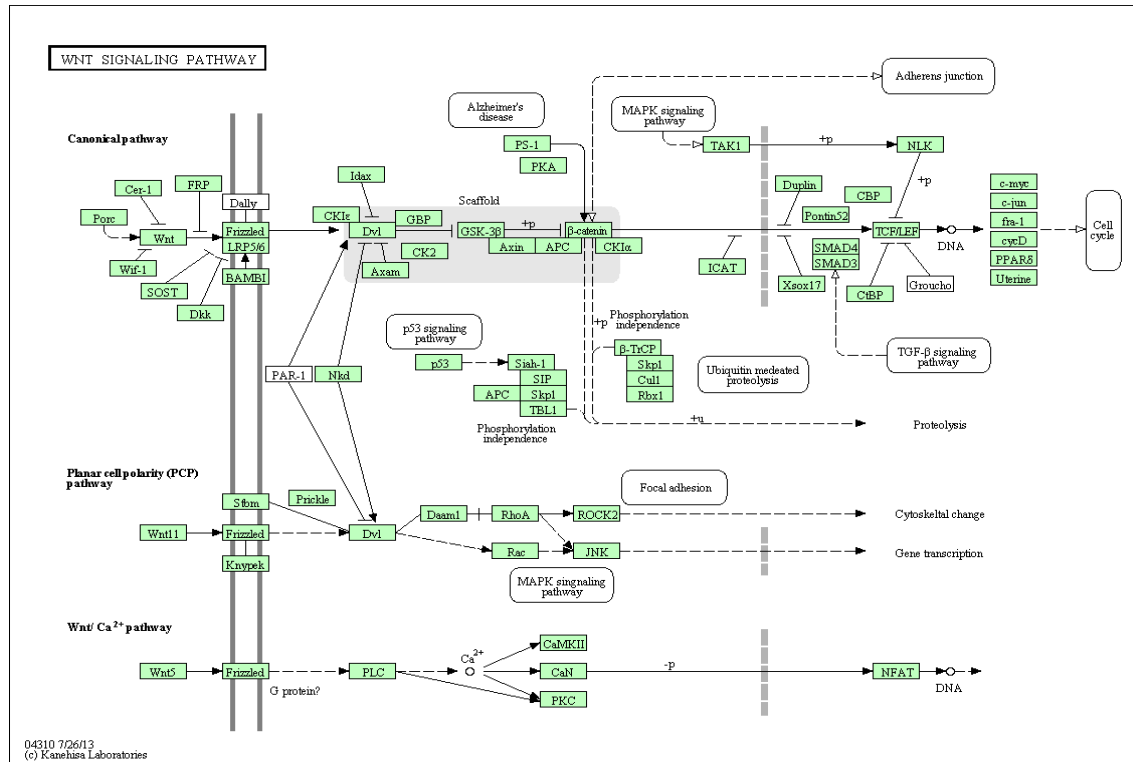 WNT SIGNALING PATHWAY
Adherens junction
Alzheimer's
disease
MAPK signaling
pathway
Canonical pathway
PS-1
TAK1
+p
NLK
PKA
Idax
Cer-1
FRP
Duplin
CBP
+p
c-myc
Scaffold
Dally
c-jun
Porc
CKIε
GBP
Pontin52
fra-1
Cell
cycle
Wnt
Frizzled
Dvl
GSK-3β
+p
β-catenin
TCF/LEF
DNA
cycD
LRP5/6
CK2
Axin
APC
CKIα
SMAD4
SMAD3
PPARδ
Wif-1
Axam
ICAT
BAMBI
Uterine
SOST
Xsox17
CtBP
Groucho
Dkk
p53 signaling
pathway
+p
Phosphorylation
independence
β-TrCP
TGF-β signaling
pathway
p53
Siah-1
Skp1
Ubiquitin medeated
proteolysis
PAR-1
Nkd
SIP
Cul1
APC
Skp1
Rbx1
TBL1
+u
Proteolysis
Phosphorylation
independence
Planar cell polarity (PCP)
pathway
Focal adhesion
Stbm
Prickle
Daam1
RhoA
ROCK2
Cytoskeltal change
Wnt11
Frizzled
Dvl
Rac
JNK
Gene transcription
Knypek
MAPK singnaling
pathway
Wnt/ Ca2+ pathway
CaMKII
Ca2+
Wnt5
Frizzled
PLC
CaN
-p
NFAT
DNA
G protein?
PKC
04310 7/26/13
(c) Kanehisa Laboratories